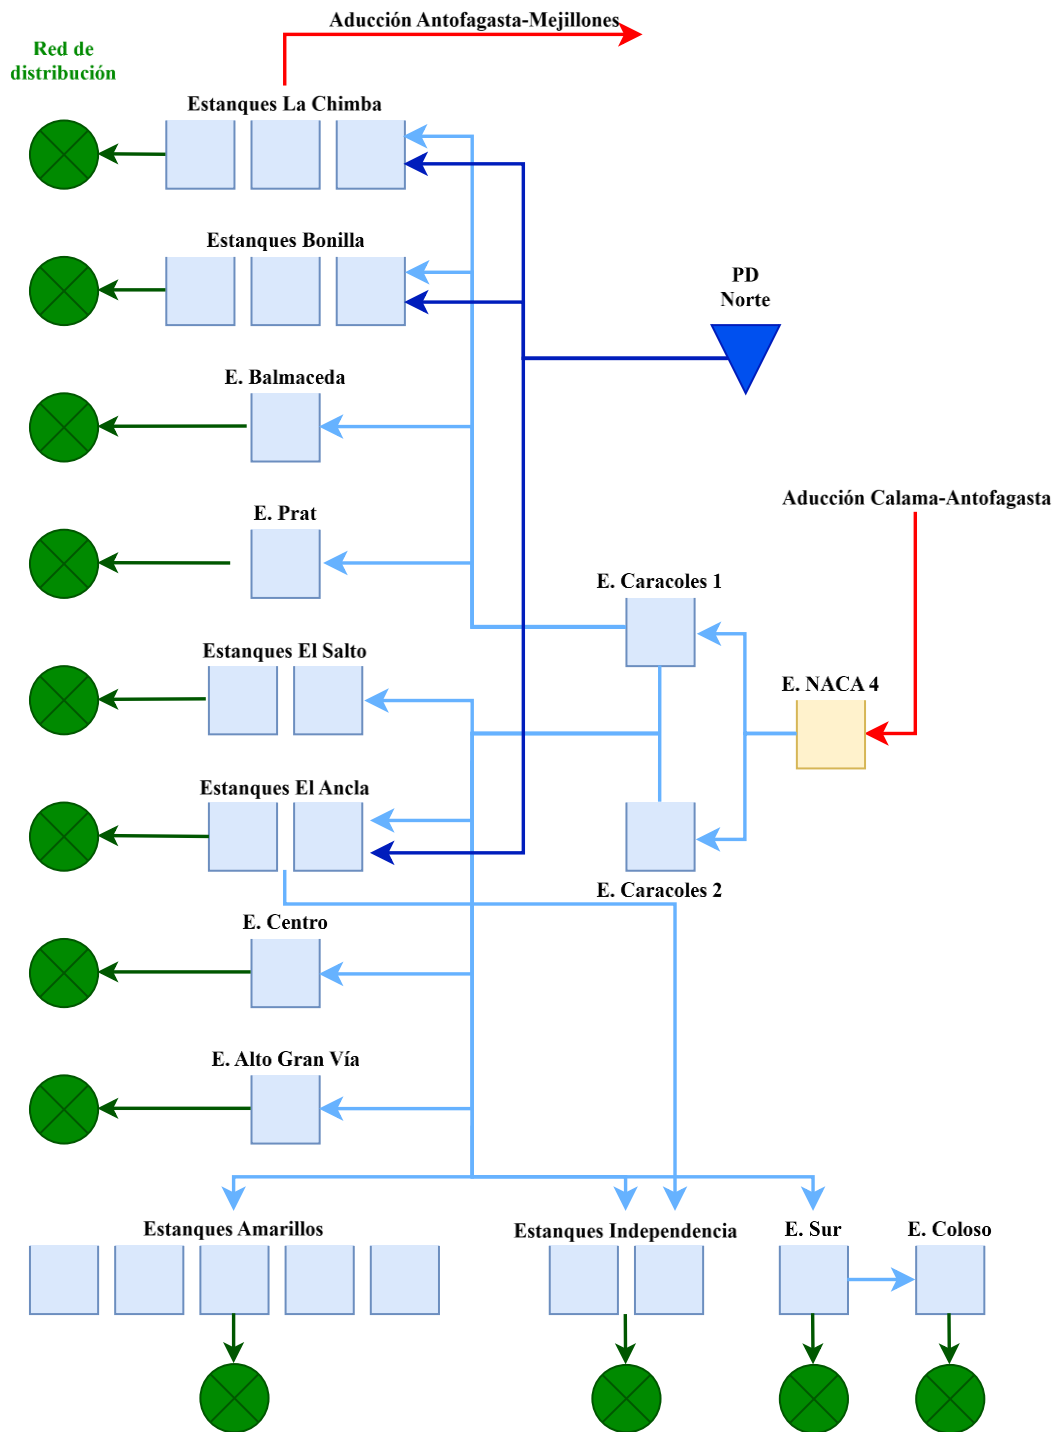 Aducción Antofagasta-Mejillones
Red de
distribución
Estanques La Chimba
Estanques Bonilla
PD
Norte
E. Balmaceda
Aducción Calama-Antofagasta
E. Prat
E. Caracoles 1
Estanques El Salto
E. NACA 4
Estanques El Ancla
E. Caracoles 2
E. Centro
E. Alto Gran Vía
Estanques Amarillos
Estanques Independencia
E. Sur
E. Coloso